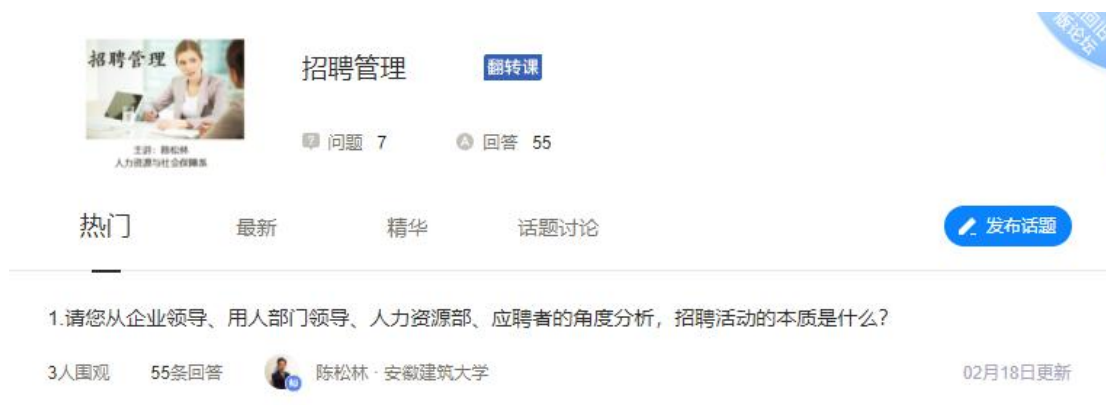 招聘管理
主讲：陈松林
人力资源与社会保障系
招聘管理 翻转课
问题 7 回答 55
版论坛
热门 最新 精华 话题讨论 发布话题
1.请您从企业领导、用人部门领导、人力资源部、应聘者的角度分析，招聘活动的本质是什么？
3人围观 55条回答 陈松林 · 安徽建筑大学 02月18日更新